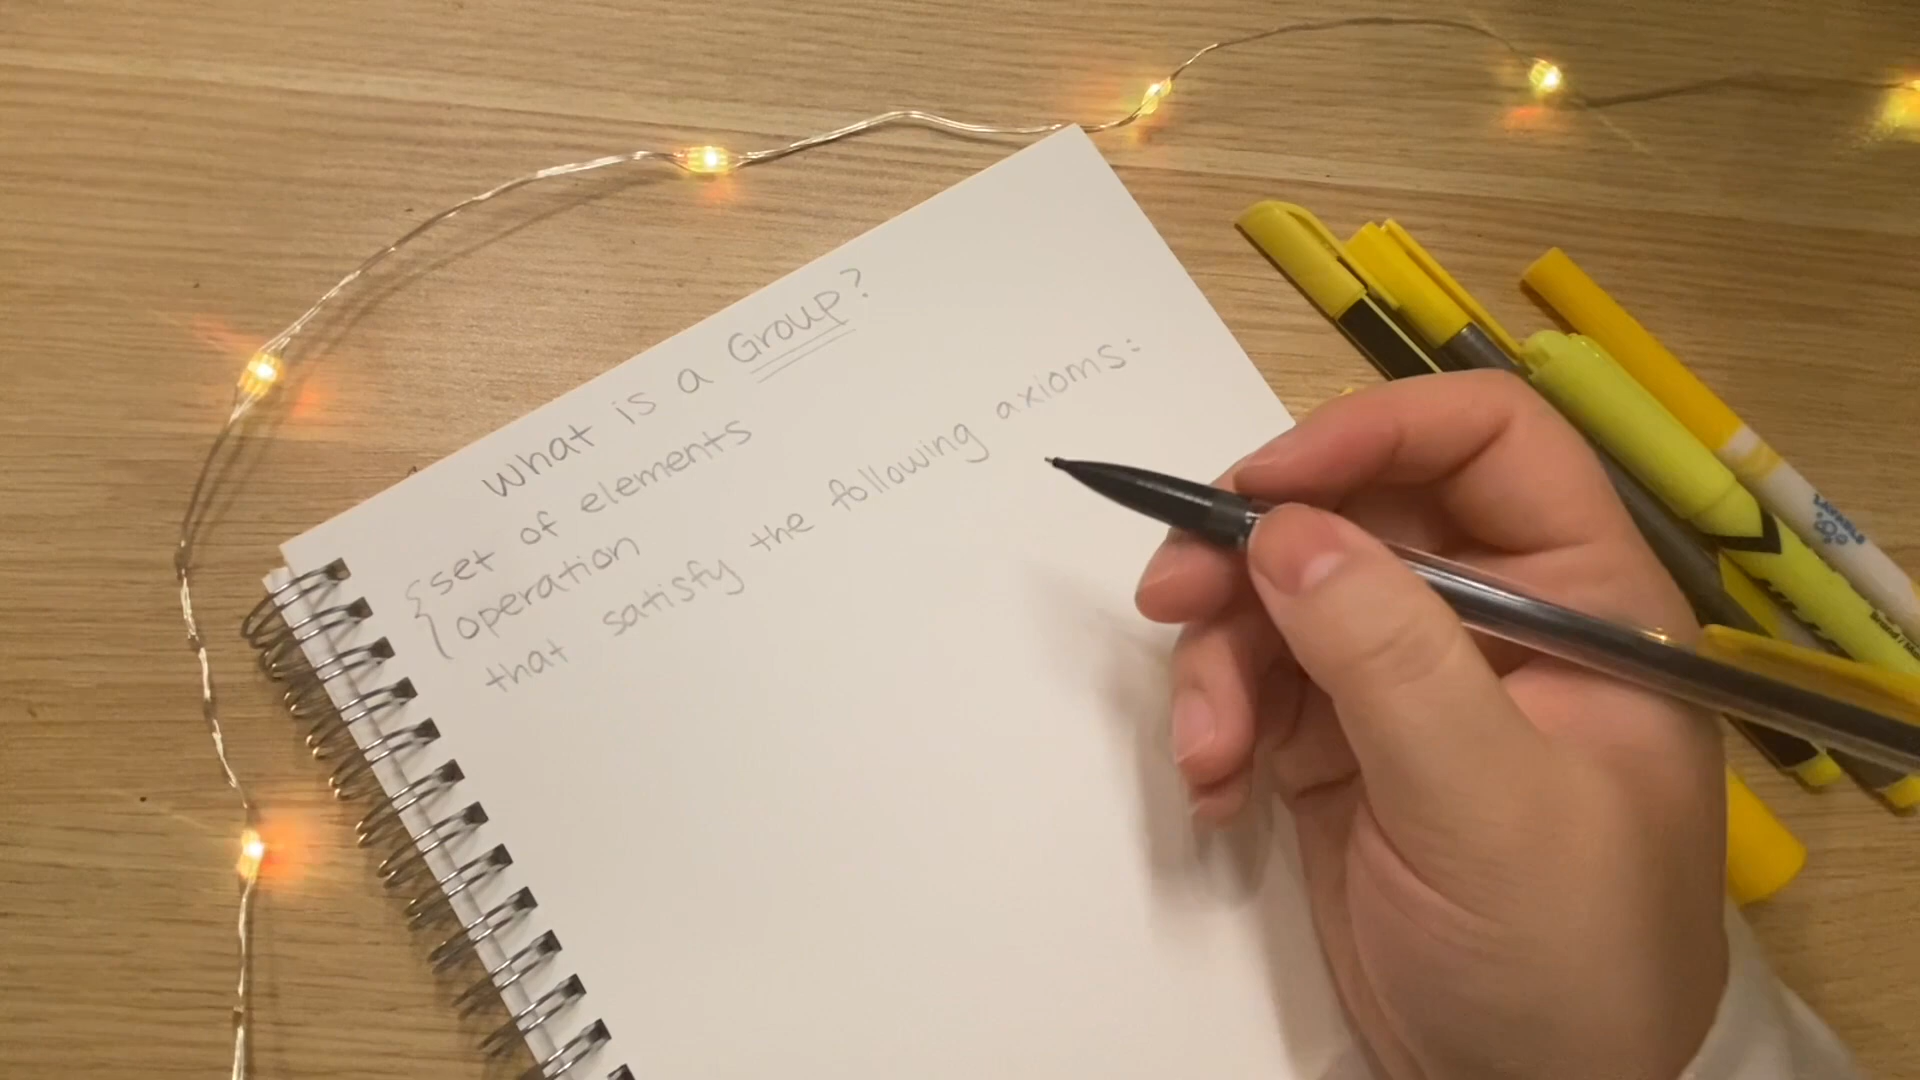 What is a Group?
set of elements
operation
that satisfy the following axioms: